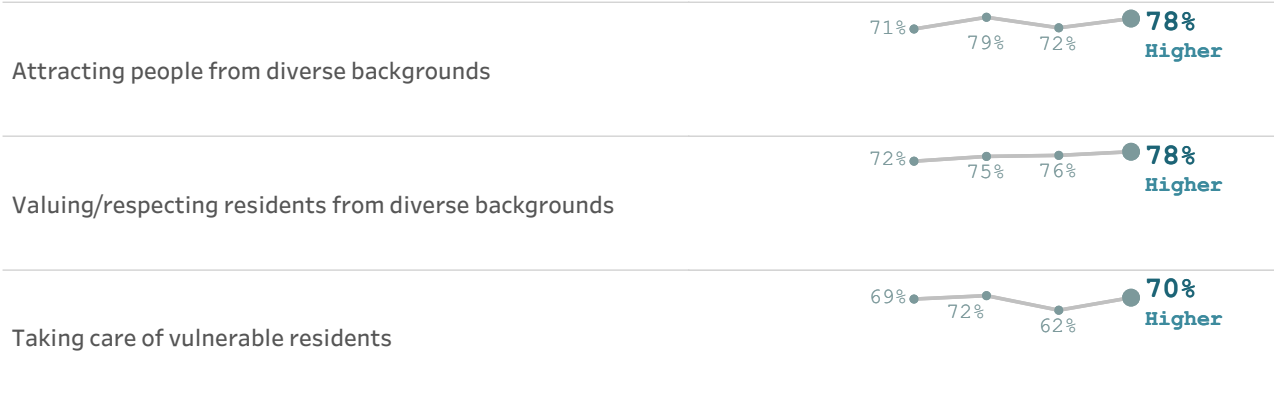 71%
79%
72%
78%
Higher
Attracting people from diverse backgrounds
72%
75%
76%
78%
Higher
Valuing/respecting residents from diverse backgrounds
69%
72%
62%
70%
Higher
Taking care of vulnerable residents